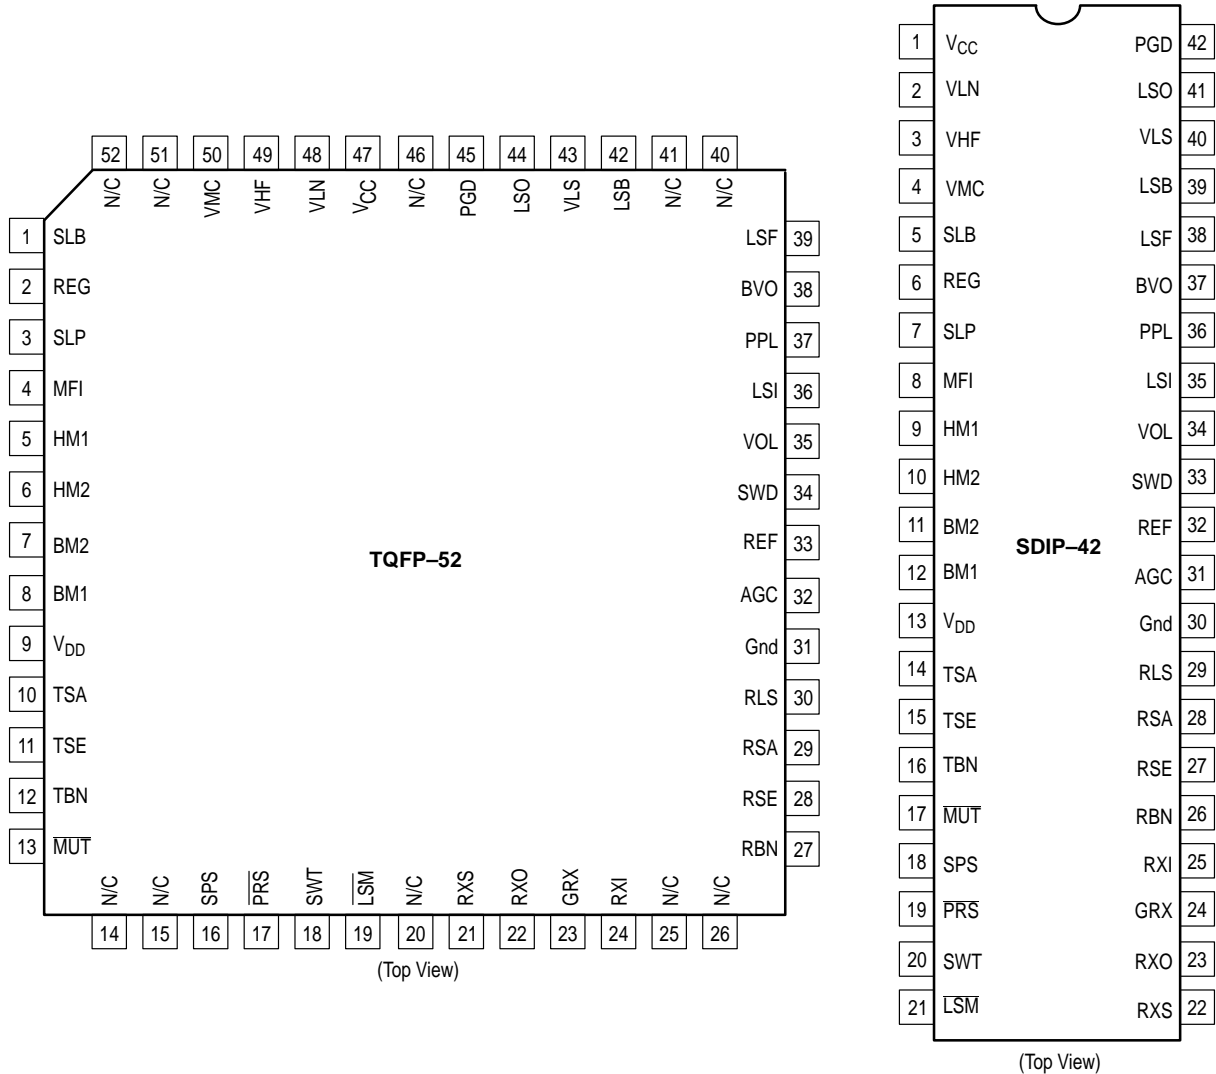 52 51 50 49 48 47 46 45 44 43 42 41 40
N/C N/C VMC VHF VLN VCC N/C PGD LSO VLS LSB N/C N/C
1 SLB
2 REG
3 SLP
4 MFI
5 HM1
6 HM2
7 BM2
8 BM1
9 VDD
10 TSA
11 TSE
12 TBN
13 M̅U̅T̅
TQFP–52
LSF 39
BVO 38
PPL 37
LSI 36
VOL 35
SWD 34
REF 33
AGC 32
Gnd 31
RLS 30
RSA 29
RSE 28
RBN 27
N/C N/C SPS P̅R̅S̅ SWT L̅S̅M̅ N/C RXS RXO GRX RXI N/C N/C
14 15 16 17 18 19 20 21 22 23 24 25 26
(Top View)
1 VCC PGD 42
2 VLN LSO 41
3 VHF VLS 40
4 VMC LSB 39
5 SLB LSF 38
6 REG BVO 37
7 SLP PPL 36
8 MFI LSI 35
9 HM1 VOL 34
10 HM2 SWD 33
11 BM2 REF 32
SDIP–42
12 BM1 AGC 31
13 VDD Gnd 30
14 TSA RLS 29
15 TSE RSA 28
16 TBN RSE 27
17 M̅U̅T̅ RBN 26
18 SPS RXI 25
19 P̅R̅S̅ GRX 24
20 SWT RXO 23
21 L̅S̅M̅ RXS 22
(Top View)